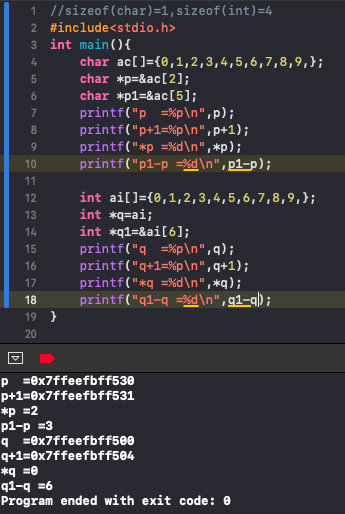 1 //sizeof(char)=1,sizeof(int)=4
2 #include<stdio.h>
3 int main(){
4     char ac[]={0,1,2,3,4,5,6,7,8,9,};
5     char *p=&ac[2];
6     char *p1=&ac[5];
7     printf("p  =%p\n",p);
8     printf("p+1=%p\n",p+1);
9     printf("*p =%d\n",*p);
10     printf("p1-p =%d\n",p1-p);
11
12     int ai[]={0,1,2,3,4,5,6,7,8,9,};
13     int *q=ai;
14     int *q1=&ai[6];
15     printf("q  =%p\n",q);
16     printf("q+1=%p\n",q+1);
17     printf("*q =%d\n",*q);
18     printf("q1-q =%d\n",q1-q);
19 }
20
p  =0x7ffeefbff530
p+1=0x7ffeefbff531
*p =2
p1-p =3
q  =0x7ffeefbff500
q+1=0x7ffeefbff504
*q =0
q1-q =6
Program ended with exit code: 0